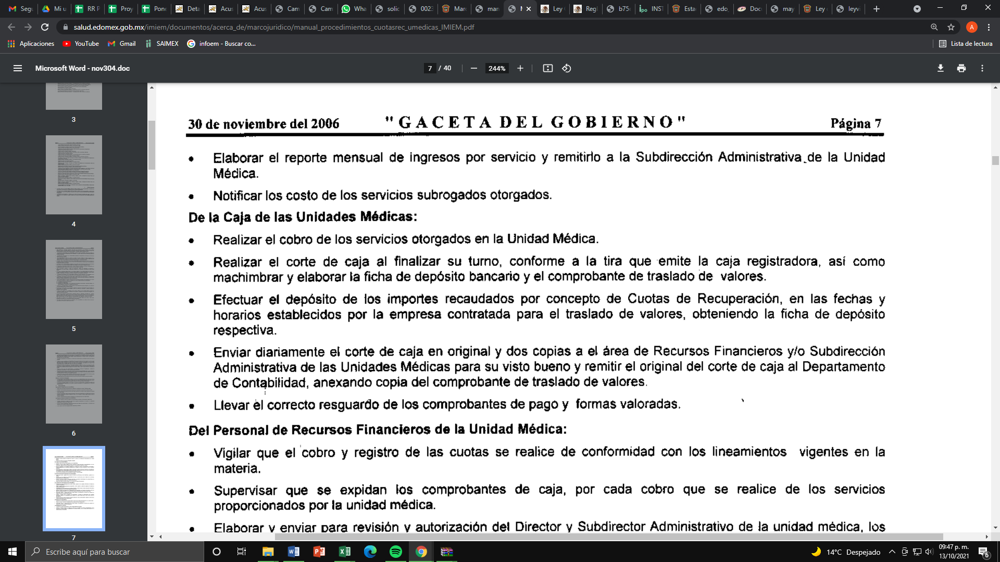 Segu
Mi u
RR P
Proy
Pone
Deta
Acus
Acus
Cam
Cam
Wha
solic
0023
Marc
man
Ley
Regl
b75
INST
Esta
edo_
Doc
may
Ley
leyvi
salud.edomex.gob.mx/imiem/documentos/acerca_de/marcojuridico/manual_procedimientos_cuotasrec_umedicas_IMIEM.pdf
A
Aplicaciones
YouTube
Gmail
SAIMEX
infoem - Buscar co...
Lista de lectura
Microsoft Word - nov304.doc
7 / 40
244%
3
4
5
6
7
30 de noviembre del 2006 "GACETA DEL GOBIERNO" Página 7
• Elaborar el reporte mensual de ingresos por servicio y remitirlo a la Subdirección Administrativa de la Unidad
Médica.
• Notificar los costo de los servicios subrogados otorgados.
De la Caja de las Unidades Médicas:
• Realizar el cobro de los servicios otorgados en la Unidad Médica.
• Realizar el corte de caja al finalizar su turno, conforme a la tira que emite la caja registradora, así como
machimbrar y elaborar la ficha de depósito bancario y el comprobante de traslado de valores.
• Efectuar el depósito de los importes recaudados por concepto de Cuotas de Recuperación, en las fechas y
horarios establecidos por la empresa contratada para el traslado de valores, obteniendo la ficha de depósito
respectiva.
• Enviar diariamente el corte de caja en original y dos copias a el área de Recursos Financieros y/o Subdirección
Administrativa de las Unidades Médicas para su visto bueno y remitir el original del corte de caja al Departamento
de Contabilidad, anexando copia del comprobante de traslado de valores.
• Llevar el correcto resguardo de los comprobantes de pago y formas valoradas.
Del Personal de Recursos Financieros de la Unidad Médica:
• Vigilar que el cobro y registro de las cuotas se realice de conformidad con los lineamientos vigentes en la
materia.
• Supervisar que se expidan los comprobantes de caja, por cada cobro que se realice de los servicios
proporcionados por la unidad médica.
• Elaborar y enviar para revisión y autorización del Director y Subdirector Administrativo de la unidad médica, los
Escribe aquí para buscar
14°C Despejado
09:47 p. m.
13/10/2021
6